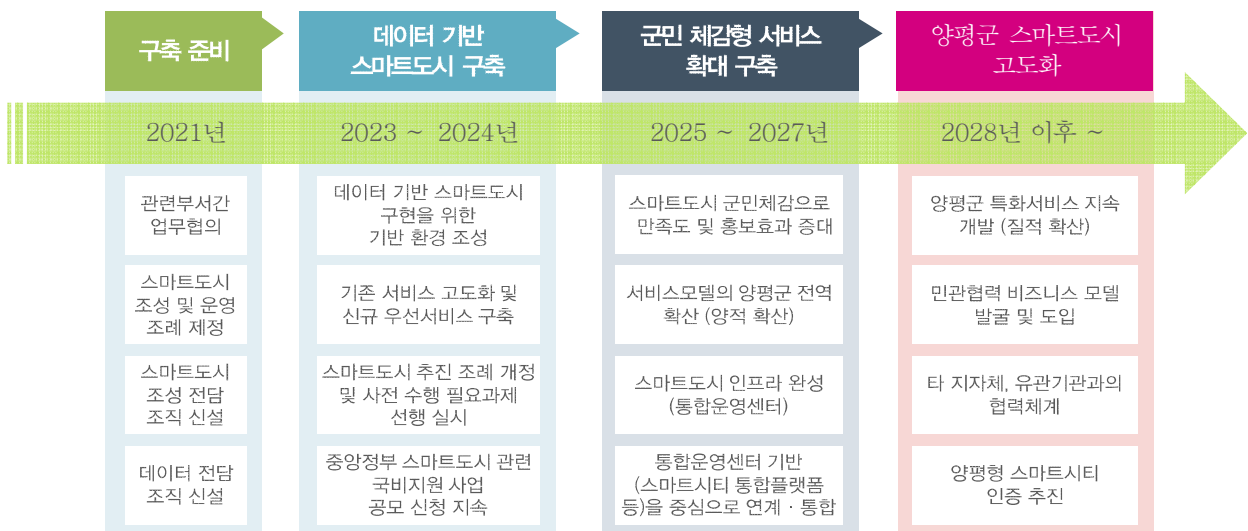 구축 준비
데이터 기반
스마트도시 구축
군민 체감형 서비스
확대 구축
양평군 스마트도시
고도화
2021년
2023 ~ 2024년
2025 ~ 2027년
2028년 이후 ~
관련부서간
업무협의
스마트도시
조성 및 운영
조례 제정
스마트도시
조성 전담
조직 신설
데이터 전담
조직 신설
데이터 기반 스마트도시
구현을 위한
기반 환경 조성
기존 서비스 고도화 및
신규 우선서비스 구축
스마트도시 추진 조례 개정
및 사전 수행 필요과제
선행 실시
중앙정부 스마트도시 관련
국비지원 사업
공모 신청 지속
스마트도시 군민체감으로
만족도 및 홍보효과 증대
서비스모델의 양평군 전역
확산 (양적 확산)
스마트도시 인프라 완성
(통합운영센터)
통합운영센터 기반
(스마트시티 통합플랫폼
등)을 중심으로 연계 · 통합
양평군 특화서비스 지속
개발 (질적 확산)
민관협력 비즈니스 모델
발굴 및 도입
타 지자체, 유관기관과의
협력체계
양평형 스마트시티
인증 추진